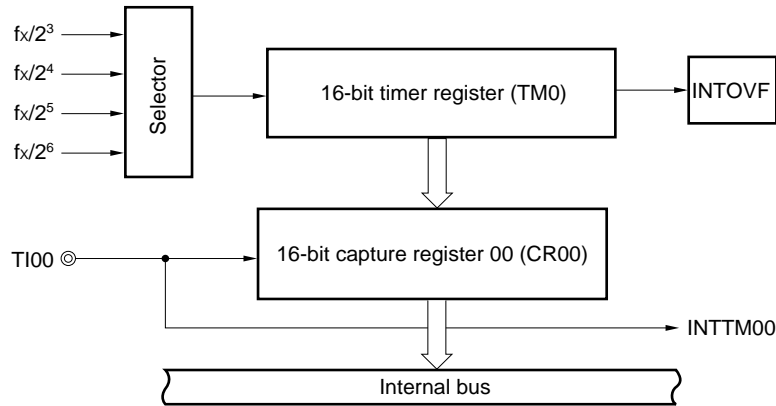 fx/2³
fx/2⁴
fx/2⁵
fx/2⁶
Selector
16-bit timer register (TM0)
INTOVF
TI00
16-bit capture register 00 (CR00)
INTTM00
Internal bus